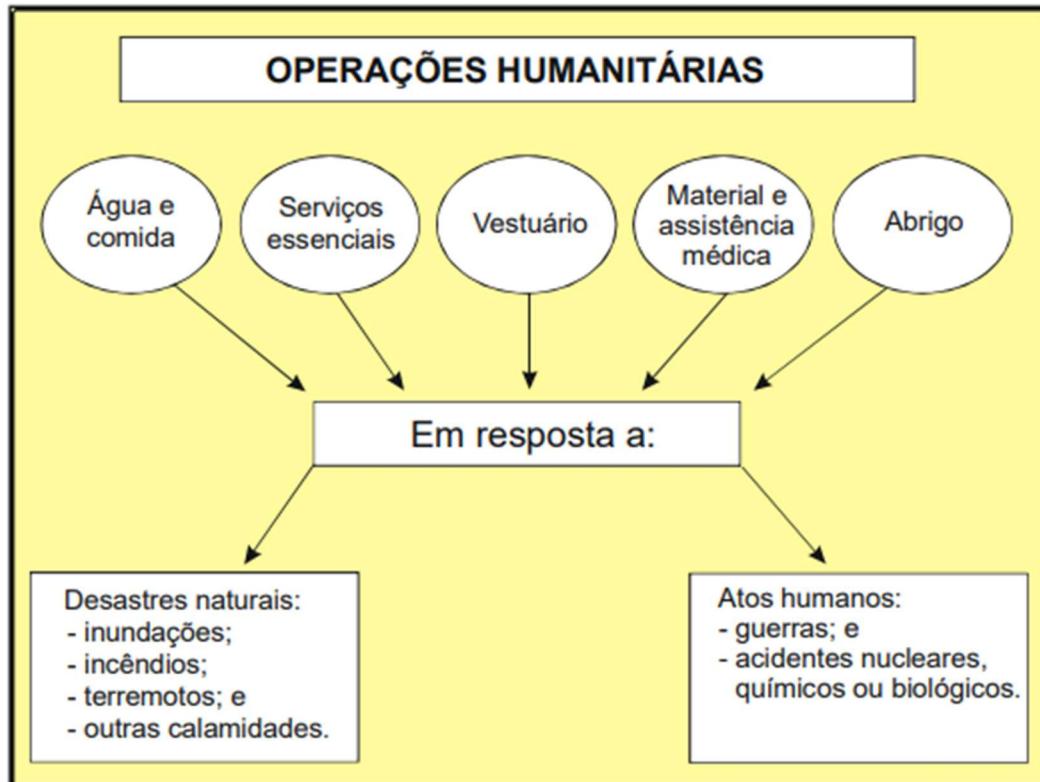 OPERAÇÕES HUMANITÁRIAS
Água e
comida
Serviços
essenciais
Vestuário
Material e
assistência
médica
Abrigo
Em resposta a:
Desastres naturais:
- inundações;
- incêndios;
- terremotos; e
- outras calamidades.
Atos humanos:
- guerras; e
- acidentes nucleares,
químicos ou biológicos.